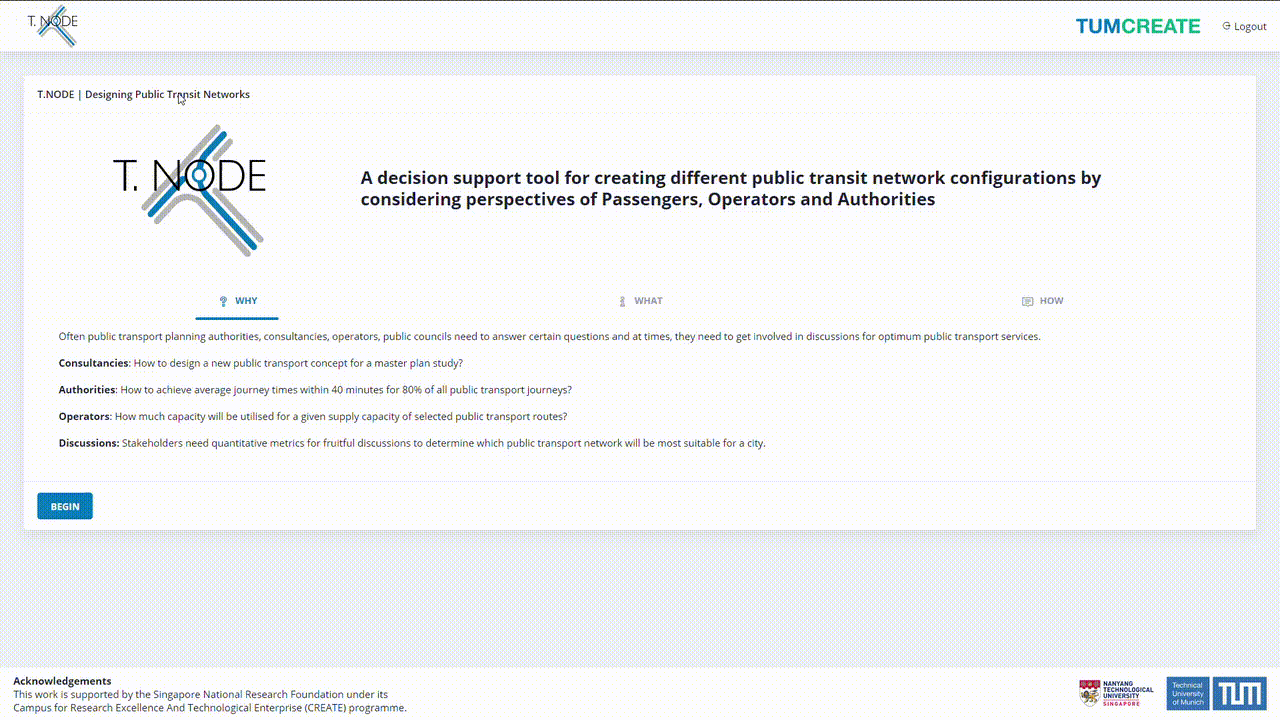 T. NODE
TUMCREATE
Logout
T.NODE | Designing Public Transit Networks
T. NODE
A decision support tool for creating different public transit network configurations by
considering perspectives of Passengers, Operators and Authorities
WHY
WHAT
HOW
Often public transport planning authorities, consultancies, operators, public councils need to answer certain questions and at times, they need to get involved in discussions for optimum public transport services.
Consultancies: How to design a new public transport concept for a master plan study?
Authorities: How to achieve average journey times within 40 minutes for 80% of all public transport journeys?
Operators: How much capacity will be utilised for a given supply capacity of selected public transport routes?
Discussions: Stakeholders need quantitative metrics for fruitful discussions to determine which public transport network will be most suitable for a city.
BEGIN
Acknowledgements
This work is supported by the Singapore National Research Foundation under its
Campus for Research Excellence And Technological Enterprise (CREATE) programme.
NANYANG
TECHNOLOGICAL
UNIVERSITY
SINGAPORE
Technical
University
of Munich
TUM